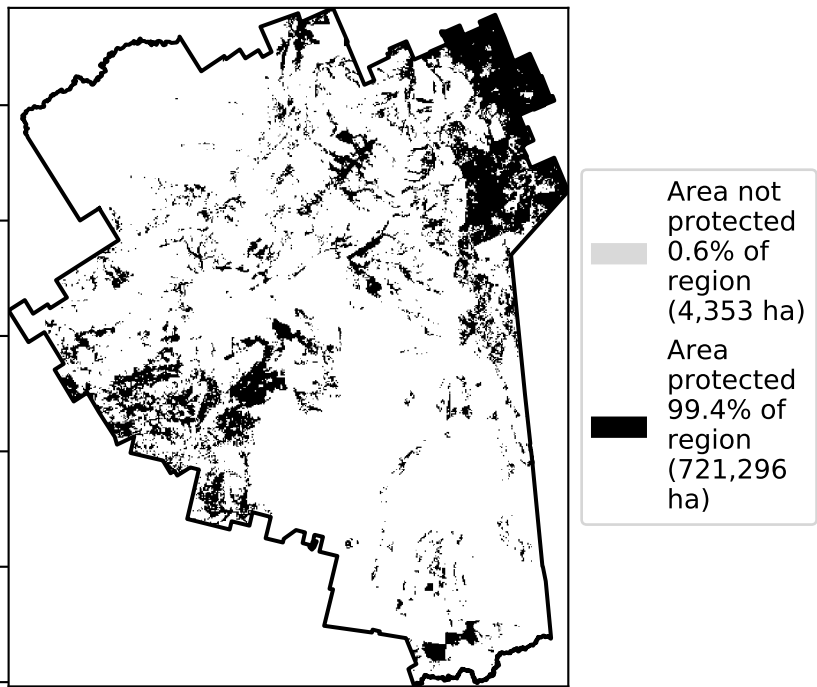 Area not
protected
0.6% of
region
(4,353 ha)
Area
protected
99.4% of
region
(721,296
ha)